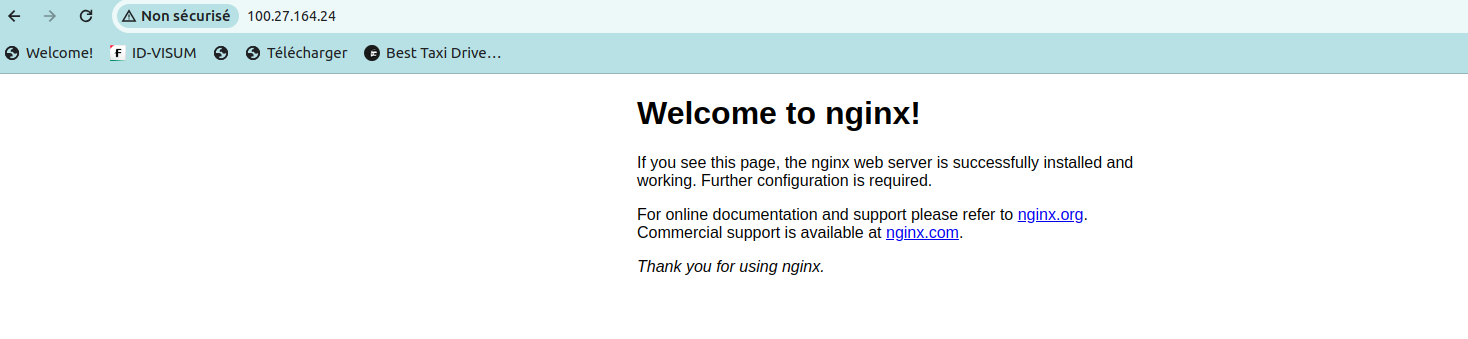 Non sécurisé 100.27.164.24
Welcome! ID-VISUM Télécharger Best Taxi Drive…
Welcome to nginx!
If you see this page, the nginx web server is successfully installed and
working. Further configuration is required.
For online documentation and support please refer to nginx.org.
Commercial support is available at nginx.com.
Thank you for using nginx.